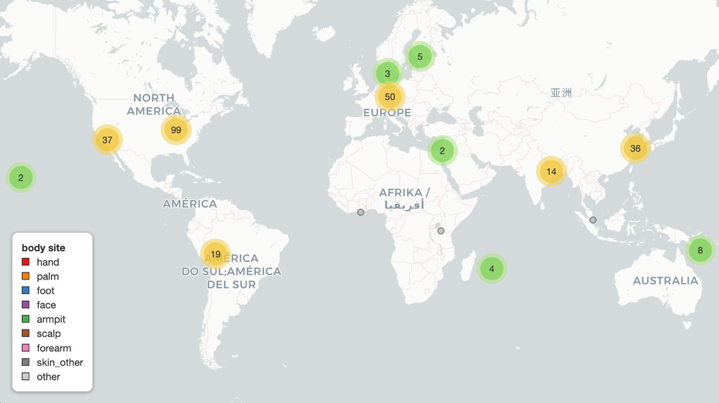 5
3
50
EUROPE
亚洲
NORTH
AMERICA
99
37
36
2
2
14
AMÉRICA
AFRIKA /
أفريقيا
19
AMÉRICA
DO SUL;AMÉRICA
DEL SUR
4
8
AUSTRALIA
body site
hand
palm
foot
face
armpit
scalp
forearm
skin_other
other